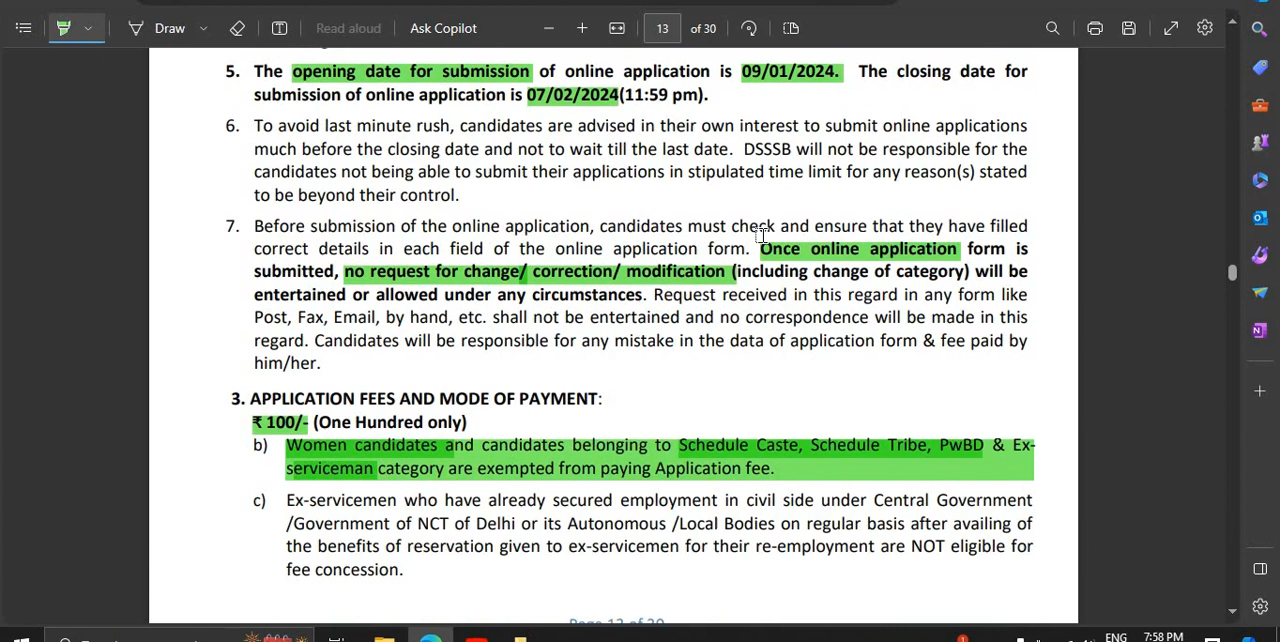 Draw
Read aloud
Ask Copilot
13 of 30
5. The opening date for submission of online application is 09/01/2024. The closing date for
submission of online application is 07/02/2024(11:59 pm).
6. To avoid last minute rush, candidates are advised in their own interest to submit online applications
much before the closing date and not to wait till the last date. DSSSB will not be responsible for the
candidates not being able to submit their applications in stipulated time limit for any reason(s) stated
to be beyond their control.
7. Before submission of the online application, candidates must check and ensure that they have filled
correct details in each field of the online application form. Once online application form is
submitted, no request for change/ correction/ modification (including change of category) will be
entertained or allowed under any circumstances. Request received in this regard in any form like
Post, Fax, Email, by hand, etc. shall not be entertained and no correspondence will be made in this
regard. Candidates will be responsible for any mistake in the data of application form & fee paid by
him/her.
3. APPLICATION FEES AND MODE OF PAYMENT:
₹ 100/- (One Hundred only)
b) Women candidates and candidates belonging to Schedule Caste, Schedule Tribe, PwBD & Ex-
serviceman category are exempted from paying Application fee.
c) Ex-servicemen who have already secured employment in civil side under Central Government
/Government of NCT of Delhi or its Autonomous /Local Bodies on regular basis after availing of
the benefits of reservation given to ex-servicemen for their re-employment are NOT eligible for
fee concession.
ENG
7:58 PM